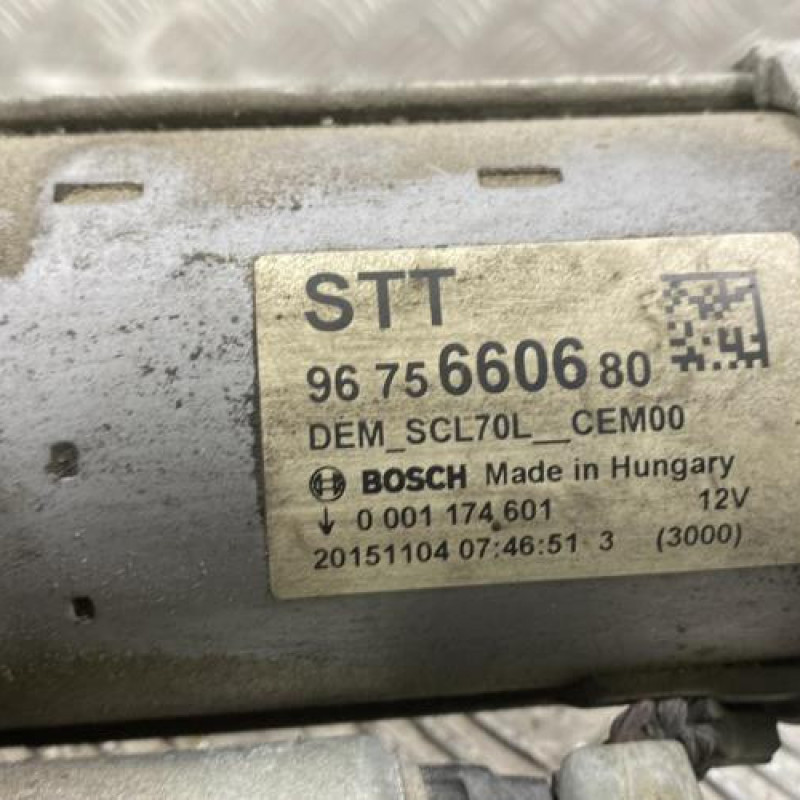 STT
96 75 6606 80
DEM_SCL70L__CEM00
BOSCH Made in Hungary
0 001 174 601 12V
20151104 07:46:51 3 (3000)